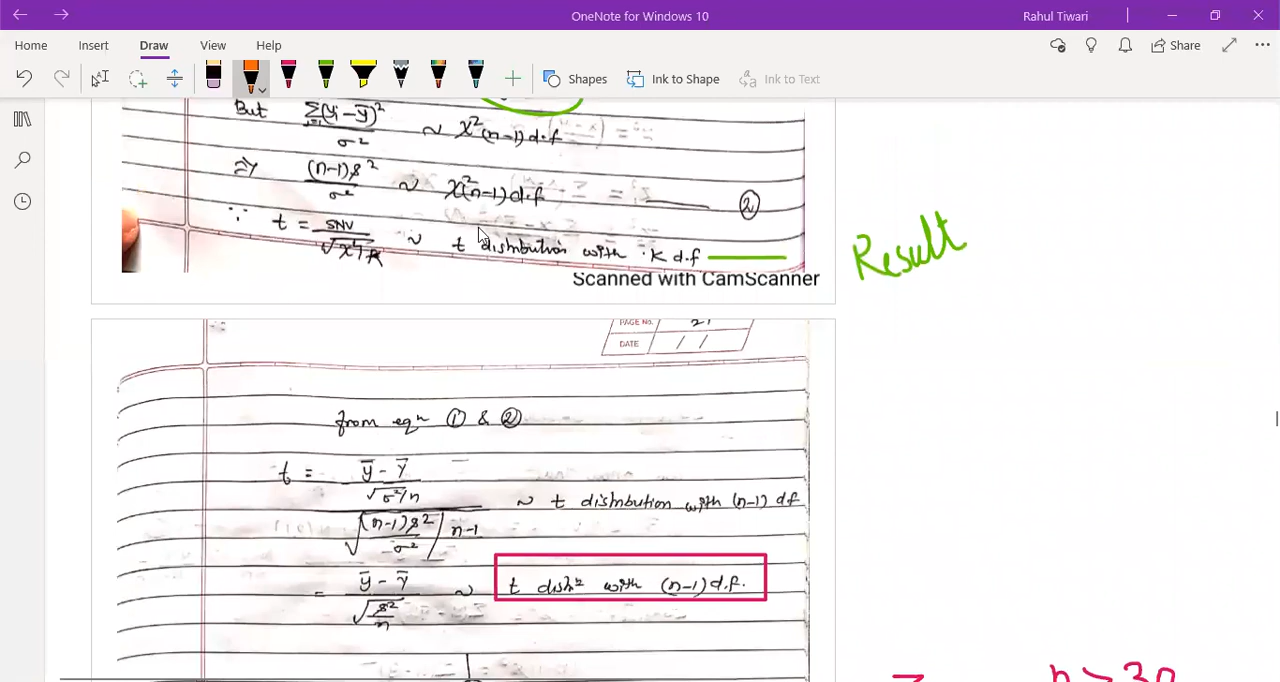 OneNote for Windows 10
Rahul Tiwari
Home Insert Draw View Help
Share
Shapes
Ink to Shape
Ink to Text
But Σ(yi - ȳ)² / σ² ~ χ²(n-1) d.f
⇒ (n-1)s² / σ² ~ χ²(n-1) d.f ②
∵ t = SNV / √χ²/k ~ t distribution with k d.f
Scanned with CamScanner
Result
PAGE No. 21
DATE / /
from eqn ① & ②
t = ȳ - Ȳ / √σ²/n / √(n-1)s²/σ² / n-1 ~ t distribution with (n-1) df
= ȳ - Ȳ / √s²/n ~ t distn with (n-1) d.f.
n > 30